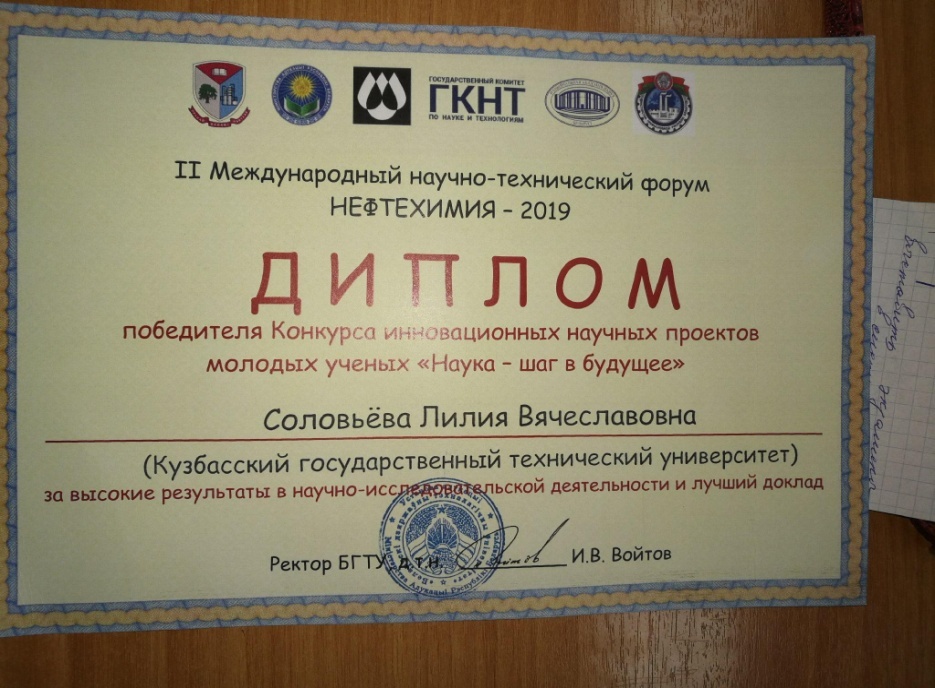 ГОСУДАРСТВЕННЫЙ КОМИТЕТ
ГКНТ
ПО НАУКЕ И ТЕХНОЛОГИЯМ
II Международный научно-технический форум
НЕФТЕХИМИЯ – 2019
ДИПЛОМ
победителя Конкурса инновационных научных проектов
молодых ученых «Наука – шаг в будущее»
Соловьёва Лилия Вячеславовна
(Кузбасский государственный технический университет)
за высокие результаты в научно-исследовательской деятельности и лучший доклад
Ректор БГТУ, д.т.н. И.В. Войтов